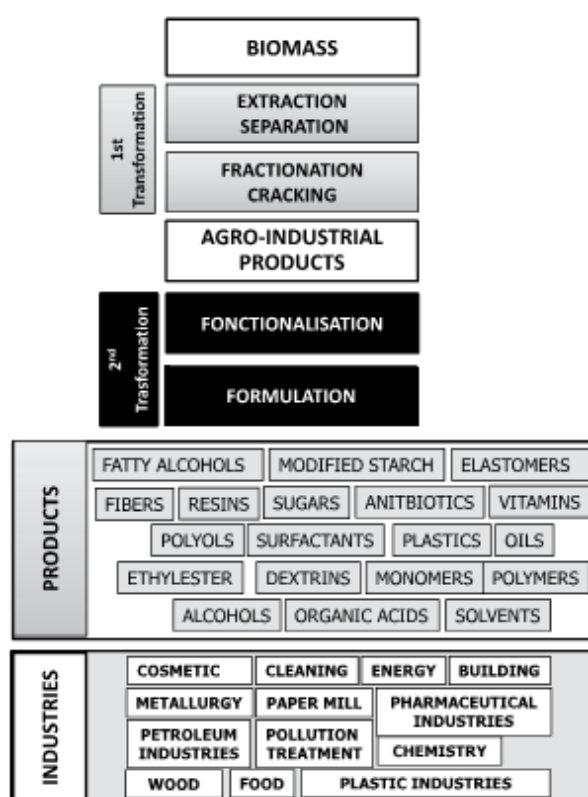 BIOMASS
1st
Transformation
EXTRACTION
SEPARATION
FRACTIONATION
CRACKING
AGRO-INDUSTRIAL
PRODUCTS
2nd
Trasformation
FONCTIONALISATION
FORMULATION
PRODUCTS
FATTY ALCOHOLS MODIFIED STARCH ELASTOMERS
FIBERS RESINS SUGARS ANITBIOTICS VITAMINS
POLYOLS SURFACTANTS PLASTICS OILS
ETHYLESTER DEXTRINS MONOMERS POLYMERS
ALCOHOLS ORGANIC ACIDS SOLVENTS
INDUSTRIES
COSMETIC CLEANING ENERGY BUILDING
METALLURGY PAPER MILL PHARMACEUTICAL
INDUSTRIES
PETROLEUM
INDUSTRIES
POLLUTION
TREATMENT
CHEMISTRY
WOOD FOOD PLASTIC INDUSTRIES